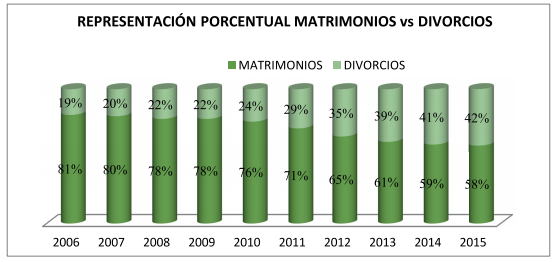 REPRESENTACIÓN PORCENTUAL MATRIMONIOS vs DIVORCIOS
MATRIMONIOS DIVORCIOS
19% 20% 22% 22% 24% 29% 35% 39% 41% 42%
81% 80% 78% 78% 76% 71% 65% 61% 59% 58%
2006 2007 2008 2009 2010 2011 2012 2013 2014 2015